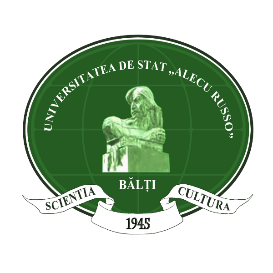 UNIVERSITATEA DE STAT „ALECU RUSSO”
BĂLȚI
SCIENTIA CULTURA
1945